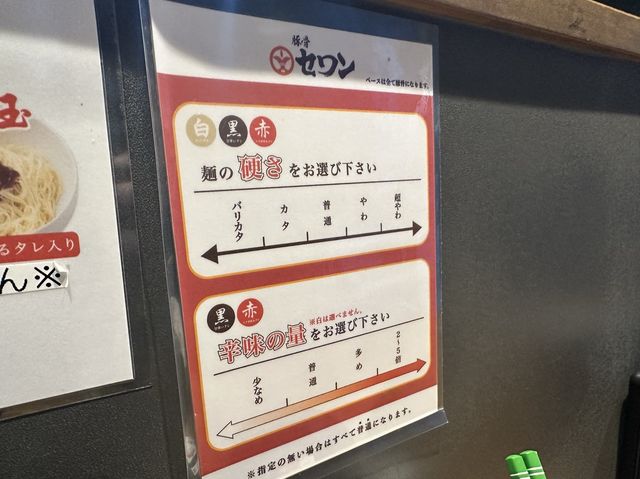 豚骨
セワン
ベースは全て豚骨になります。
白 黒 赤
麺の硬さをお選び下さい
バリカタ
カタ
普通
やわ
超やわ
黒 赤
※白は選べません。
辛味の量をお選び下さい
少なめ
普通
多め
2〜5倍
※指定の無い場合はすべて普通になります。
玉
るタレ入り
ん※